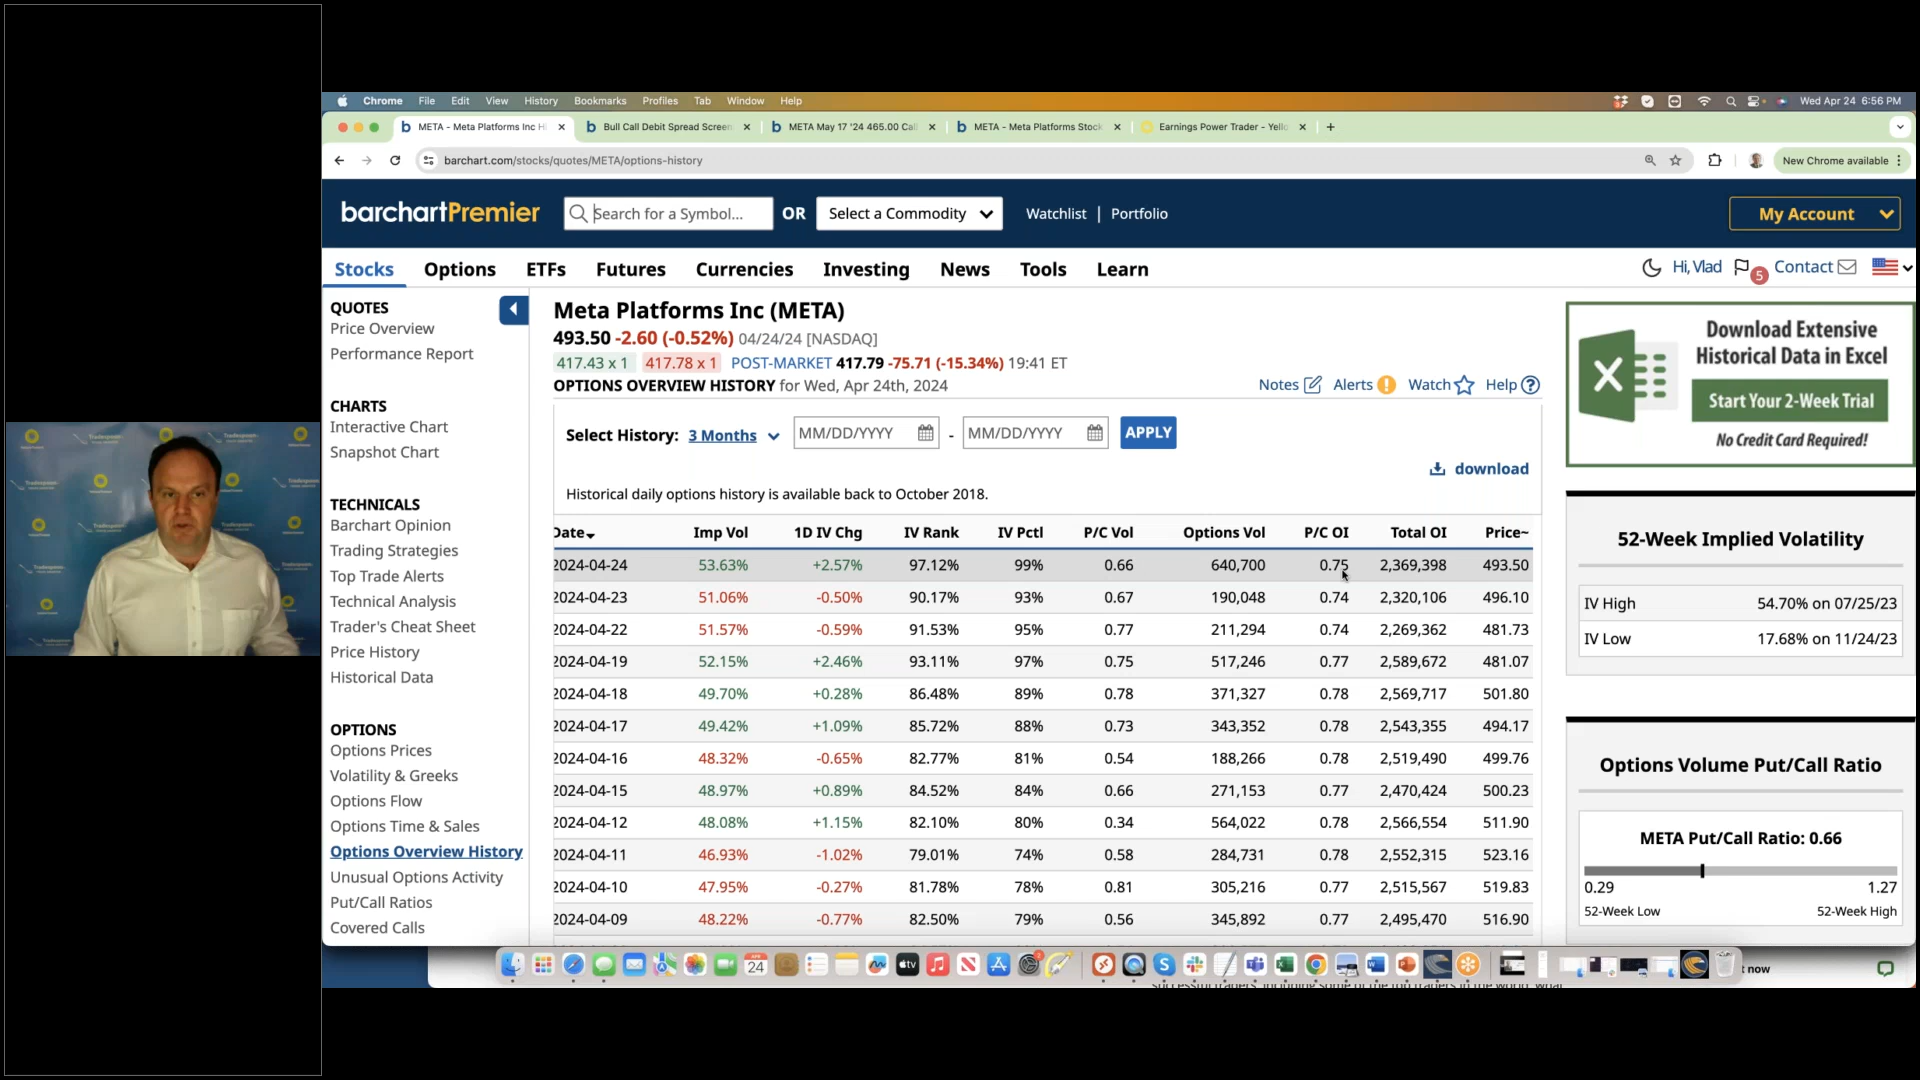 Chrome File Edit View History Bookmarks Profiles Tab Window Help
Wed Apr 24 6:56 PM
META - Meta Platforms Inc Hi
Bull Call Debit Spread Screen
META May 17 '24 465.00 Call
META - Meta Platforms Stock
Earnings Power Trader - Yello
barchart.com/stocks/quotes/META/options-history
New Chrome available
barchartPremier
Search for a Symbol...
OR
Select a Commodity
Watchlist | Portfolio
My Account
Stocks Options ETFs Futures Currencies Investing News Tools Learn
Hi, Vlad
5
Contact
QUOTES
Price Overview
Performance Report
CHARTS
Interactive Chart
Snapshot Chart
TECHNICALS
Barchart Opinion
Trading Strategies
Top Trade Alerts
Technical Analysis
Trader's Cheat Sheet
Price History
Historical Data
OPTIONS
Options Prices
Volatility & Greeks
Options Flow
Options Time & Sales
Options Overview History
Unusual Options Activity
Put/Call Ratios
Covered Calls
Meta Platforms Inc (META)
493.50 -2.60 (-0.52%) 04/24/24 [NASDAQ]
417.43 x 1 417.78 x 1 POST-MARKET 417.79 -75.71 (-15.34%) 19:41 ET
OPTIONS OVERVIEW HISTORY for Wed, Apr 24th, 2024
Notes Alerts Watch Help
Select History: 3 Months MM/DD/YYYY - MM/DD/YYYY APPLY
download
Historical daily options history is available back to October 2018.
Date Imp Vol 1D IV Chg IV Rank IV Pctl P/C Vol Options Vol P/C OI Total OI Price~
2024-04-24 53.63% +2.57% 97.12% 99% 0.66 640,700 0.75 2,369,398 493.50
2024-04-23 51.06% -0.50% 90.17% 93% 0.67 190,048 0.74 2,320,106 496.10
2024-04-22 51.57% -0.59% 91.53% 95% 0.77 211,294 0.74 2,269,362 481.73
2024-04-19 52.15% +2.46% 93.11% 97% 0.75 517,246 0.77 2,589,672 481.07
2024-04-18 49.70% +0.28% 86.48% 89% 0.78 371,327 0.78 2,569,717 501.80
2024-04-17 49.42% +1.09% 85.72% 88% 0.73 343,352 0.78 2,543,355 494.17
2024-04-16 48.32% -0.65% 82.77% 81% 0.54 188,266 0.78 2,519,490 499.76
2024-04-15 48.97% +0.89% 84.52% 84% 0.66 271,153 0.77 2,470,424 500.23
2024-04-12 48.08% +1.15% 82.10% 80% 0.34 564,022 0.78 2,566,554 511.90
2024-04-11 46.93% -1.02% 79.01% 74% 0.58 284,731 0.78 2,552,315 523.16
2024-04-10 47.95% -0.27% 81.78% 78% 0.81 305,216 0.77 2,515,567 519.83
2024-04-09 48.22% -0.77% 82.50% 79% 0.56 345,892 0.77 2,495,470 516.90
Download Extensive
Historical Data in Excel
Start Your 2-Week Trial
No Credit Card Required!
52-Week Implied Volatility
IV High 54.70% on 07/25/23
IV Low 17.68% on 11/24/23
Options Volume Put/Call Ratio
META Put/Call Ratio: 0.66
0.29 1.27
52-Week Low 52-Week High
24
tv
t now